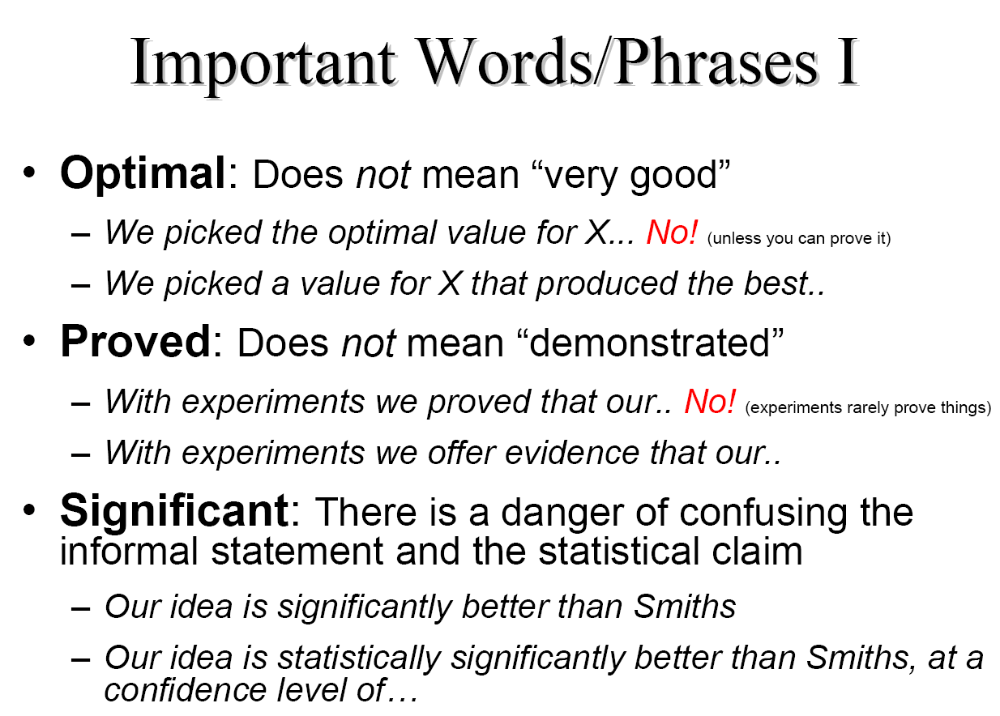 Important Words/Phrases I
• Optimal: Does not mean “very good”
– We picked the optimal value for X... No! (unless you can prove it)
– We picked a value for X that produced the best..
• Proved: Does not mean “demonstrated”
– With experiments we proved that our.. No! (experiments rarely prove things)
– With experiments we offer evidence that our..
• Significant: There is a danger of confusing the
informal statement and the statistical claim
– Our idea is significantly better than Smiths
– Our idea is statistically significantly better than Smiths, at a
confidence level of…